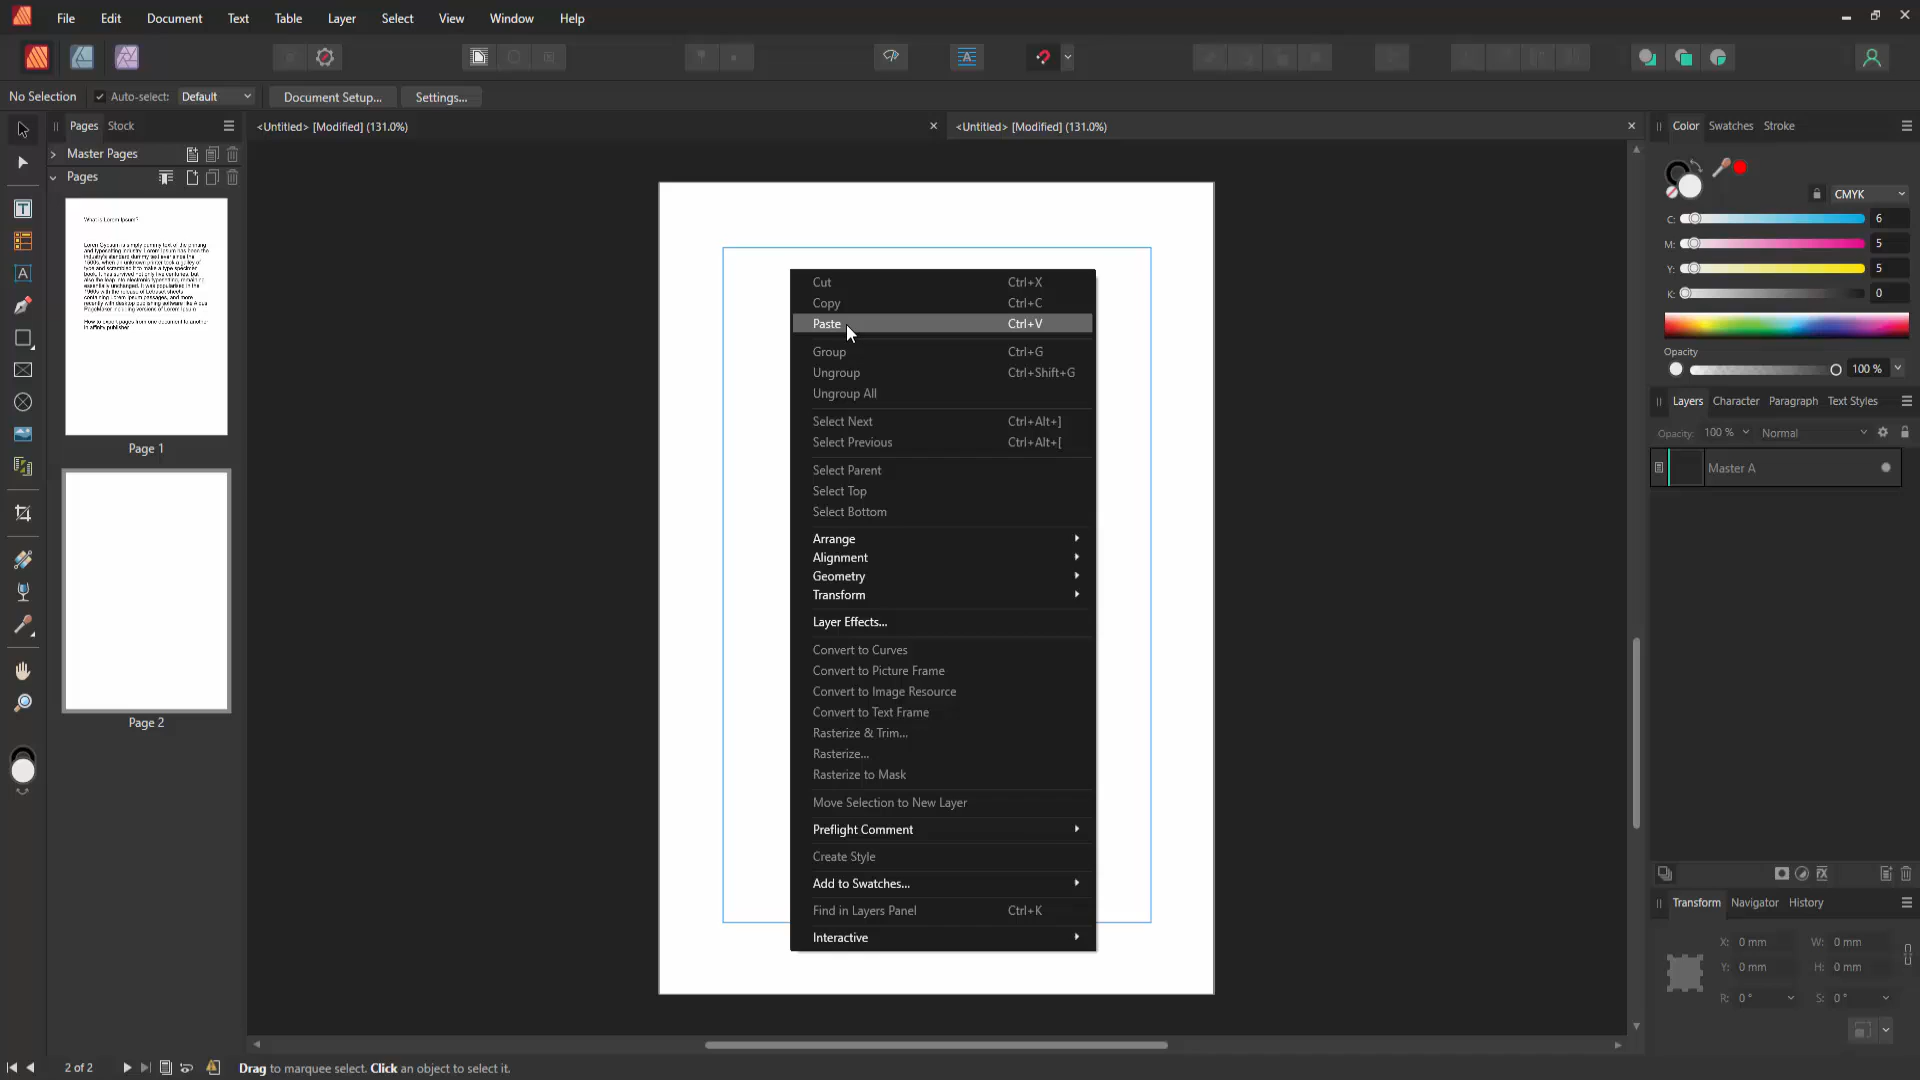 File Edit Document Text Table Layer Select View Window Help
No Selection Auto-select: Default Document Setup... Settings...
Pages Stock
<Untitled> [Modified] (131.0%)
<Untitled> [Modified] (131.0%)
Master Pages
Pages
What is Lorem Ipsum?
Page 1
Page 2
Cut Ctrl+X
Copy Ctrl+C
Paste Ctrl+V
Group Ctrl+G
Ungroup Ctrl+Shift+G
Ungroup All
Select Next Ctrl+Alt+]
Select Previous Ctrl+Alt+[
Select Parent
Select Top
Select Bottom
Arrange
Alignment
Geometry
Transform
Layer Effects...
Convert to Curves
Convert to Picture Frame
Convert to Image Resource
Convert to Text Frame
Rasterize & Trim...
Rasterize...
Rasterize to Mask
Move Selection to New Layer
Preflight Comment
Create Style
Add to Swatches...
Find in Layers Panel Ctrl+K
Interactive
Color Swatches Stroke
CMYK
C: 6
M: 5
Y: 5
K: 0
Opacity
100 %
Layers Character Paragraph Text Styles
Opacity: 100 % Normal
Master A
Transform Navigator History
X: 0 mm W: 0 mm
Y: 0 mm H: 0 mm
R: 0 ° S: 0 °
2 of 2 Drag to marquee select. Click an object to select it.